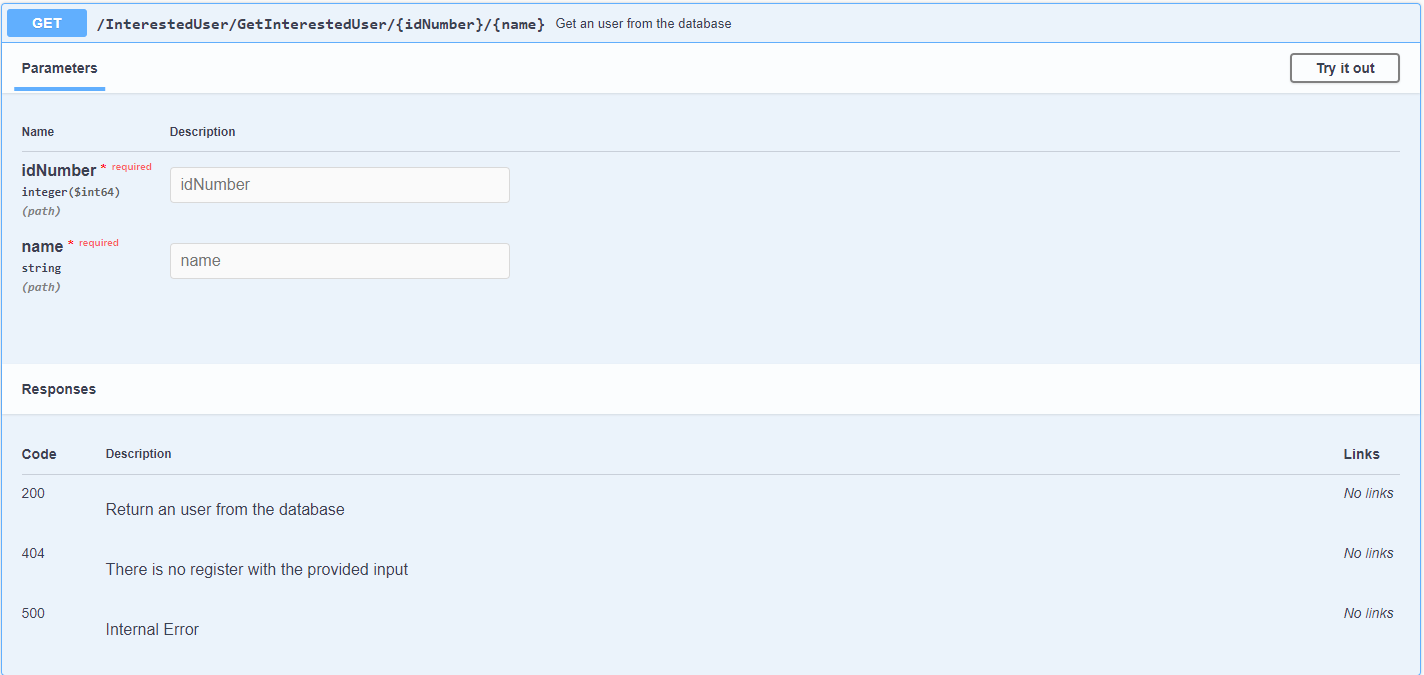 GET /InterestedUser/GetInterestedUser/{idNumber}/{name} Get an user from the database
Parameters Try it out
Name Description
idNumber * required
integer($int64)
(path)
idNumber
name * required
string
(path)
name
Responses
Code Description Links
200 No links
Return an user from the database
404 No links
There is no register with the provided input
500 No links
Internal Error